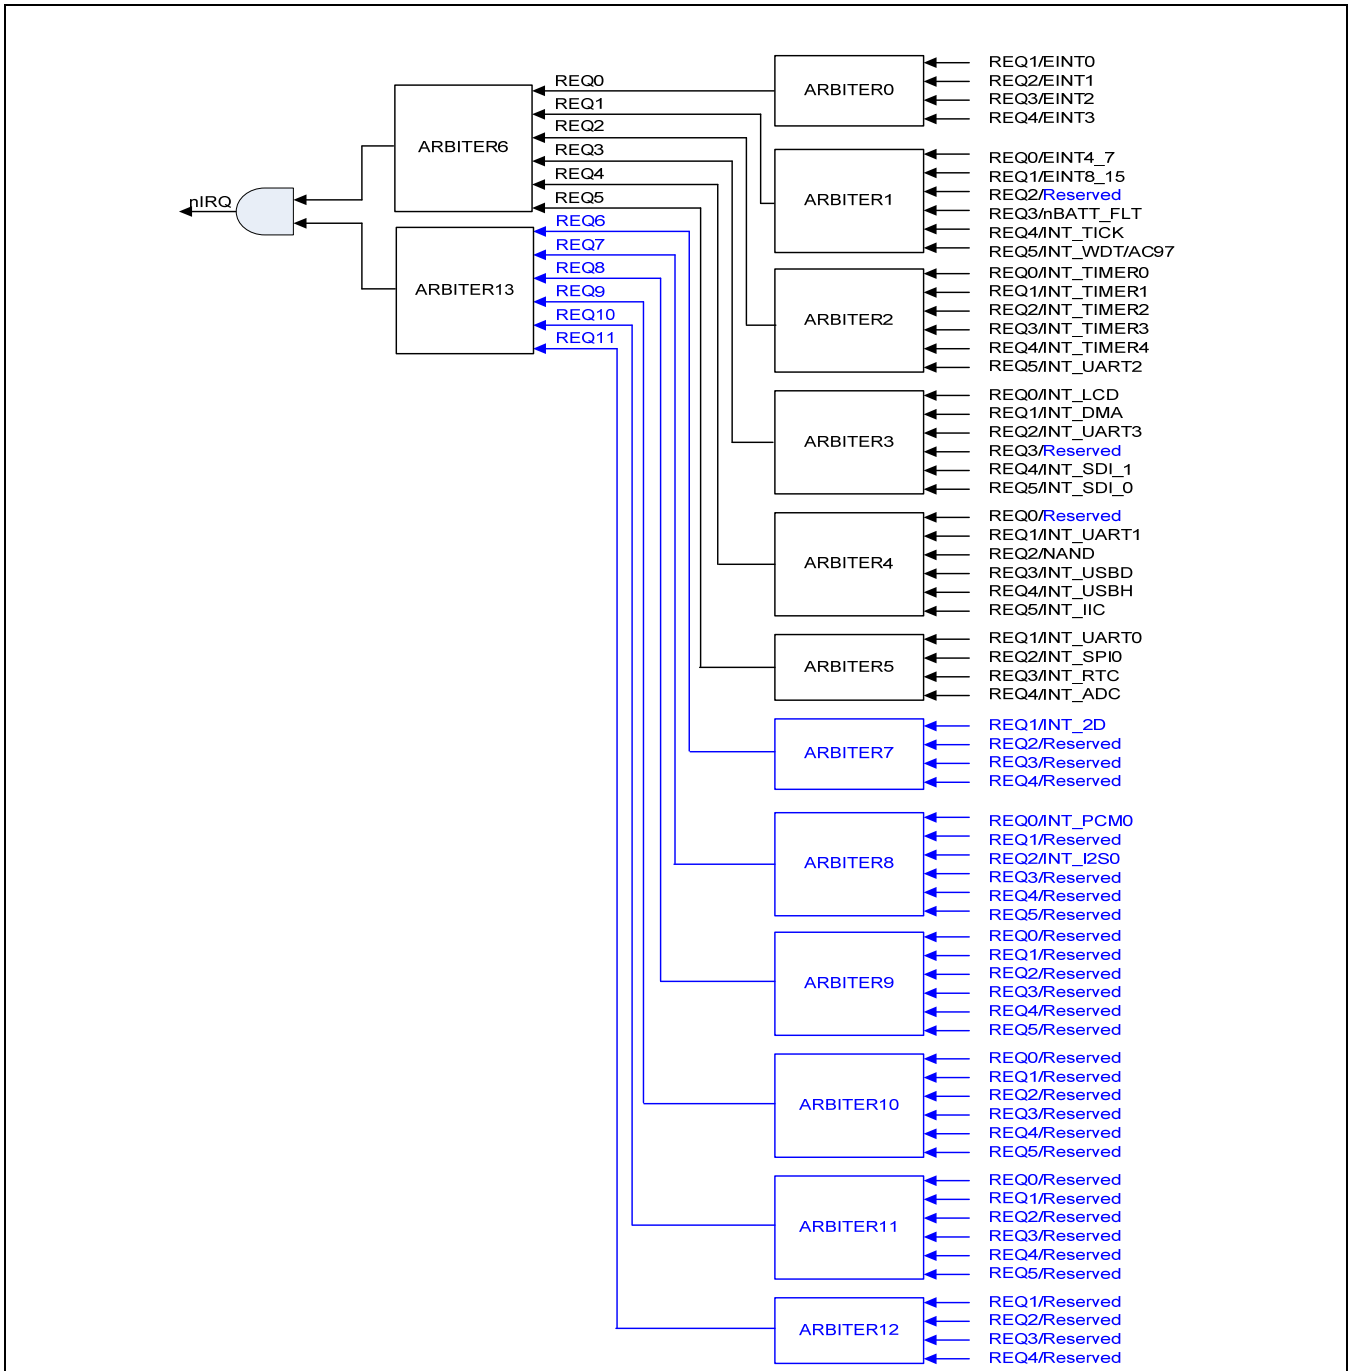 nIRQ
ARBITER6
ARBITER13
REQ0
REQ1
REQ2
REQ3
REQ4
REQ5
REQ6
REQ7
REQ8
REQ9
REQ10
REQ11
ARBITER0
REQ1/EINT0
REQ2/EINT1
REQ3/EINT2
REQ4/EINT3
ARBITER1
REQ0/EINT4_7
REQ1/EINT8_15
REQ2/Reserved
REQ3/nBATT_FLT
REQ4/INT_TICK
REQ5/INT_WDT/AC97
ARBITER2
REQ0/INT_TIMER0
REQ1/INT_TIMER1
REQ2/INT_TIMER2
REQ3/INT_TIMER3
REQ4/INT_TIMER4
REQ5/INT_UART2
ARBITER3
REQ0/INT_LCD
REQ1/INT_DMA
REQ2/INT_UART3
REQ3/Reserved
REQ4/INT_SDI_1
REQ5/INT_SDI_0
ARBITER4
REQ0/Reserved
REQ1/INT_UART1
REQ2/NAND
REQ3/INT_USBD
REQ4/INT_USBH
REQ5/INT_IIC
ARBITER5
REQ1/INT_UART0
REQ2/INT_SPI0
REQ3/INT_RTC
REQ4/INT_ADC
ARBITER7
REQ1/INT_2D
REQ2/Reserved
REQ3/Reserved
REQ4/Reserved
ARBITER8
REQ0/INT_PCM0
REQ1/Reserved
REQ2/INT_I2S0
REQ3/Reserved
REQ4/Reserved
REQ5/Reserved
ARBITER9
REQ0/Reserved
REQ1/Reserved
REQ2/Reserved
REQ3/Reserved
REQ4/Reserved
REQ5/Reserved
ARBITER10
REQ0/Reserved
REQ1/Reserved
REQ2/Reserved
REQ3/Reserved
REQ4/Reserved
REQ5/Reserved
ARBITER11
REQ0/Reserved
REQ1/Reserved
REQ2/Reserved
REQ3/Reserved
REQ4/Reserved
REQ5/Reserved
ARBITER12
REQ1/Reserved
REQ2/Reserved
REQ3/Reserved
REQ4/Reserved